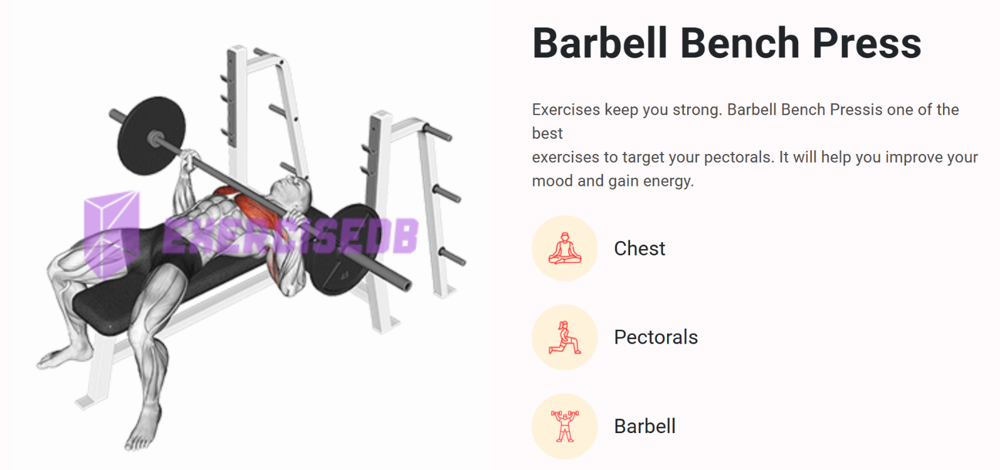 Barbell Bench Press
Exercises keep you strong. Barbell Bench Pressis one of the
best
exercises to target your pectorals. It will help you improve your
mood and gain energy.
EXERCISEDB
45
Chest
Pectorals
Barbell